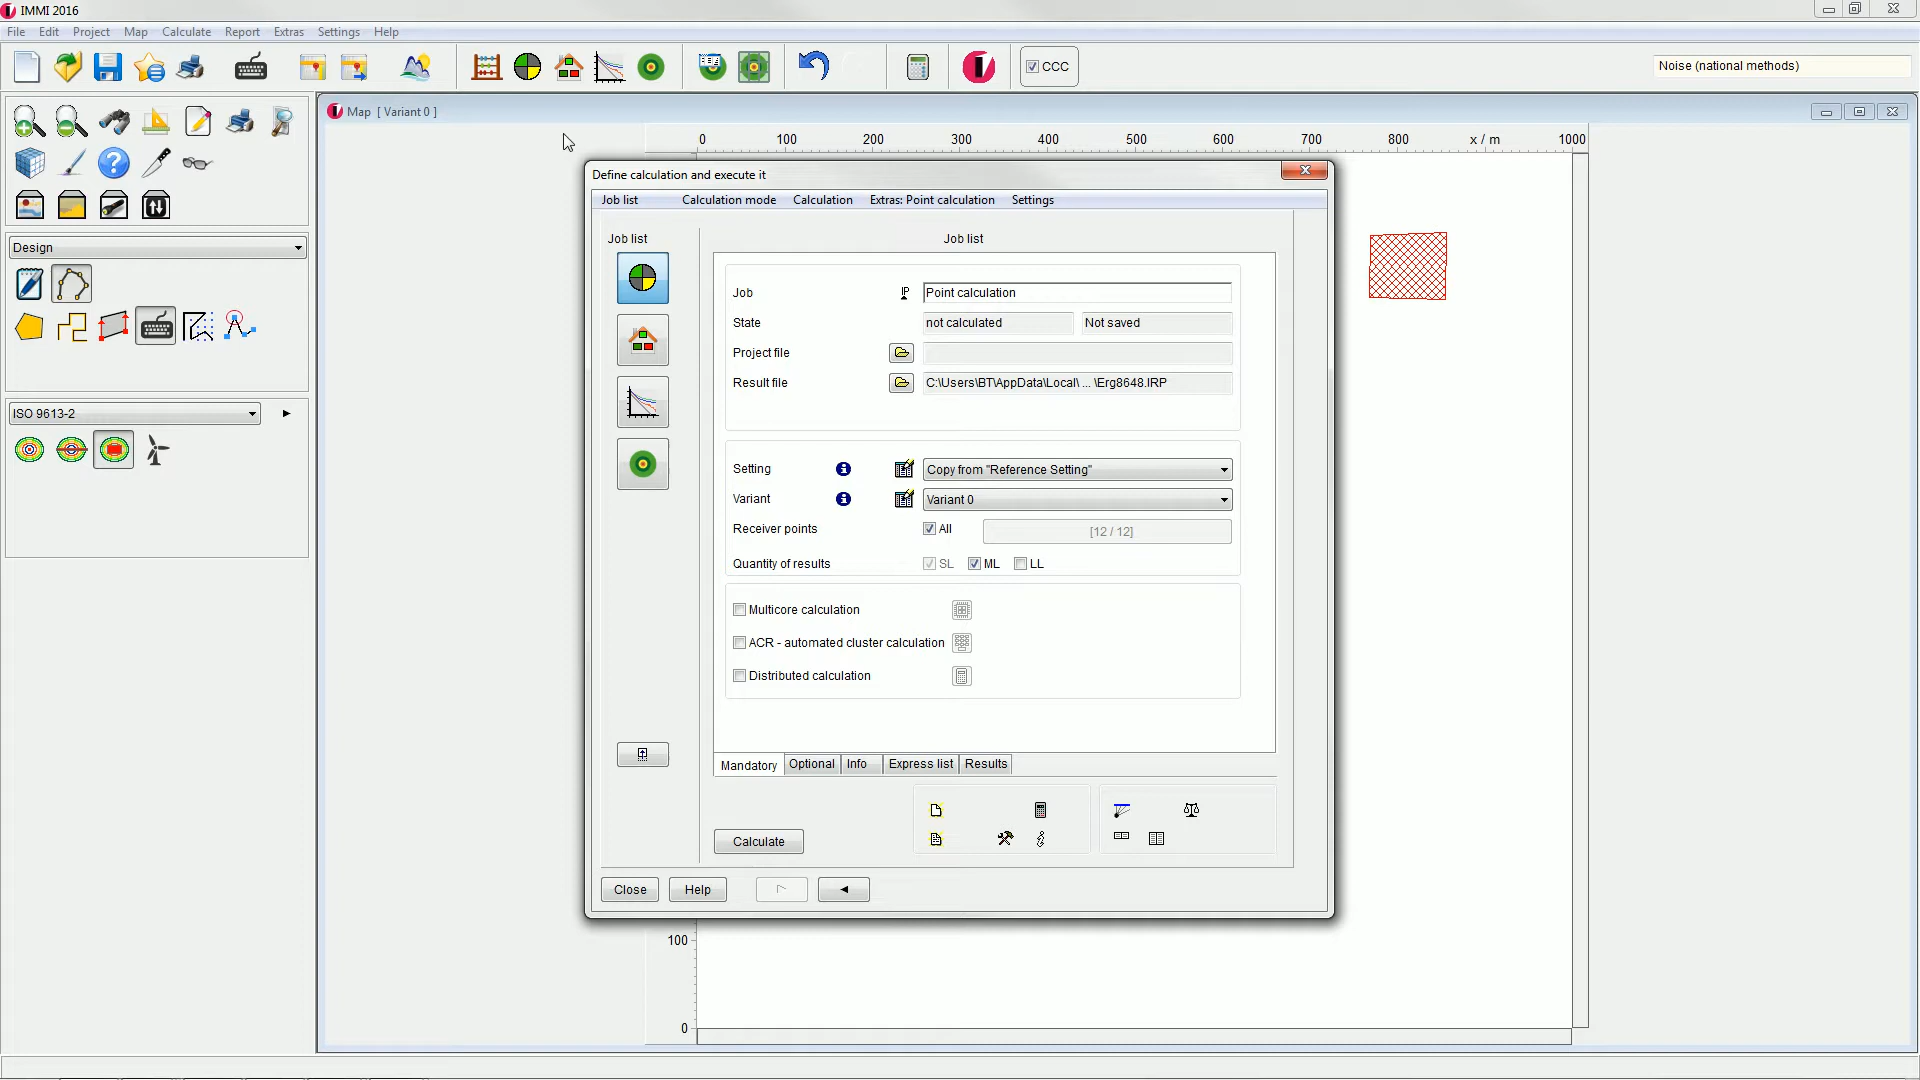 IMMI 2016
File Edit Project Map Calculate Report Extras Settings Help
CCC
Noise (national methods)
Map [ Variant 0 ]
0 100 200 300 400 500 600 700 800 x / m 1000
Design
ISO 9613-2
Define calculation and execute it
Job list Calculation mode Calculation Extras: Point calculation Settings
Job list
Job list
Job IP Point calculation
State not calculated Not saved
Project file
Result file C:\Users\BT\AppData\Local\ ... \Erg8648.IRP
Setting Copy from "Reference Setting"
Variant Variant 0
Receiver points All [12 / 12]
Quantity of results SL ML LL
Multicore calculation
ACR - automated cluster calculation
Distributed calculation
Mandatory Optional Info Express list Results
Calculate
Close Help
100
0